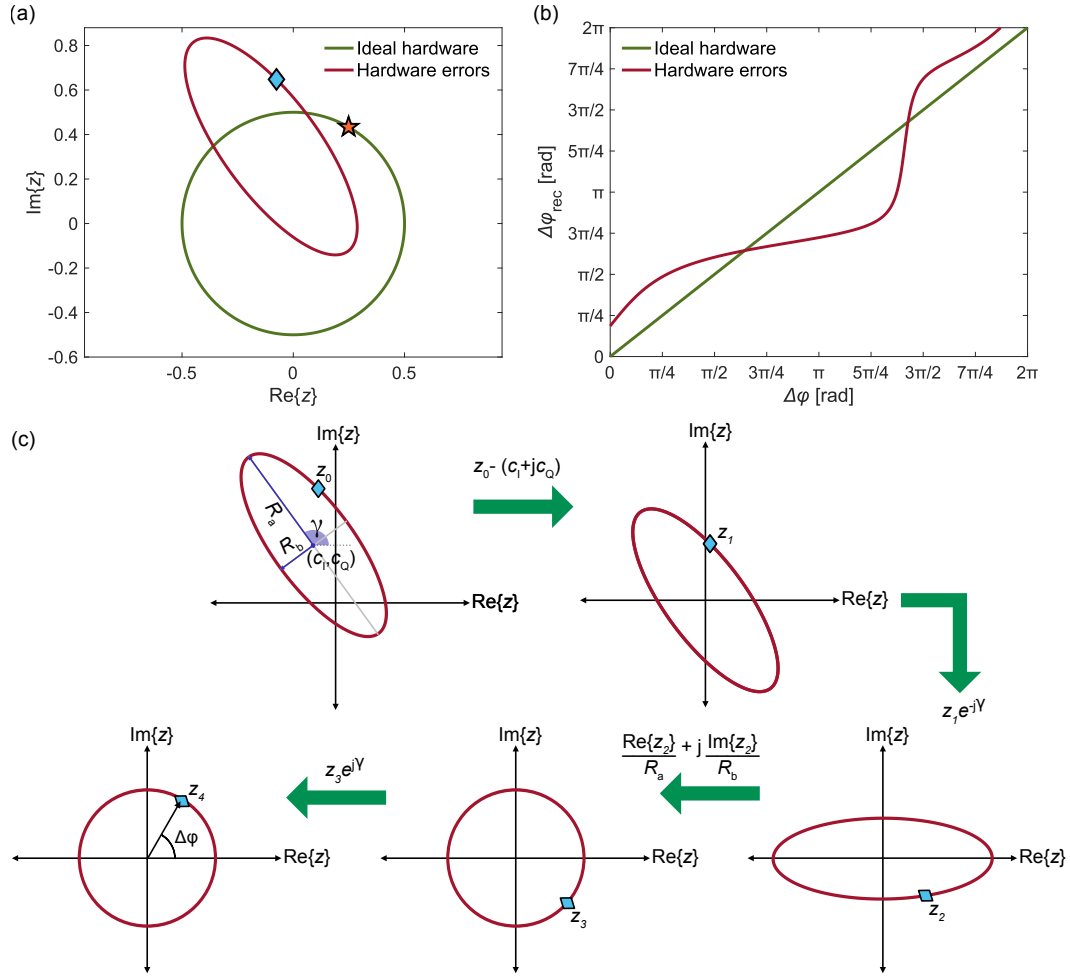 (a)
Ideal hardware
Hardware errors
0.8
0.6
0.4
0.2
0
-0.2
-0.4
-0.6
-0.5
0
0.5
Im{z}
Re{z}
(b)
Ideal hardware
Hardware errors
2π
7π/4
3π/2
5π/4
π
3π/4
π/2
π/4
0
0
π/4
π/2
3π/4
π
5π/4
3π/2
7π/4
2π
Δφrec [rad]
Δφ [rad]
(c)
Im{z}
z0
Ra
γ
Rb
(cI,cQ)
Re{z}
z0- (cI+jcQ)
Im{z}
z1
Re{z}
z1e-jγ
Im{z}
z4
Δφ
Re{z}
z3ejγ
Im{z}
z3
Re{z}
Re{z2}/Ra + j Im{z2}/Rb
Im{z}
z2
Re{z}